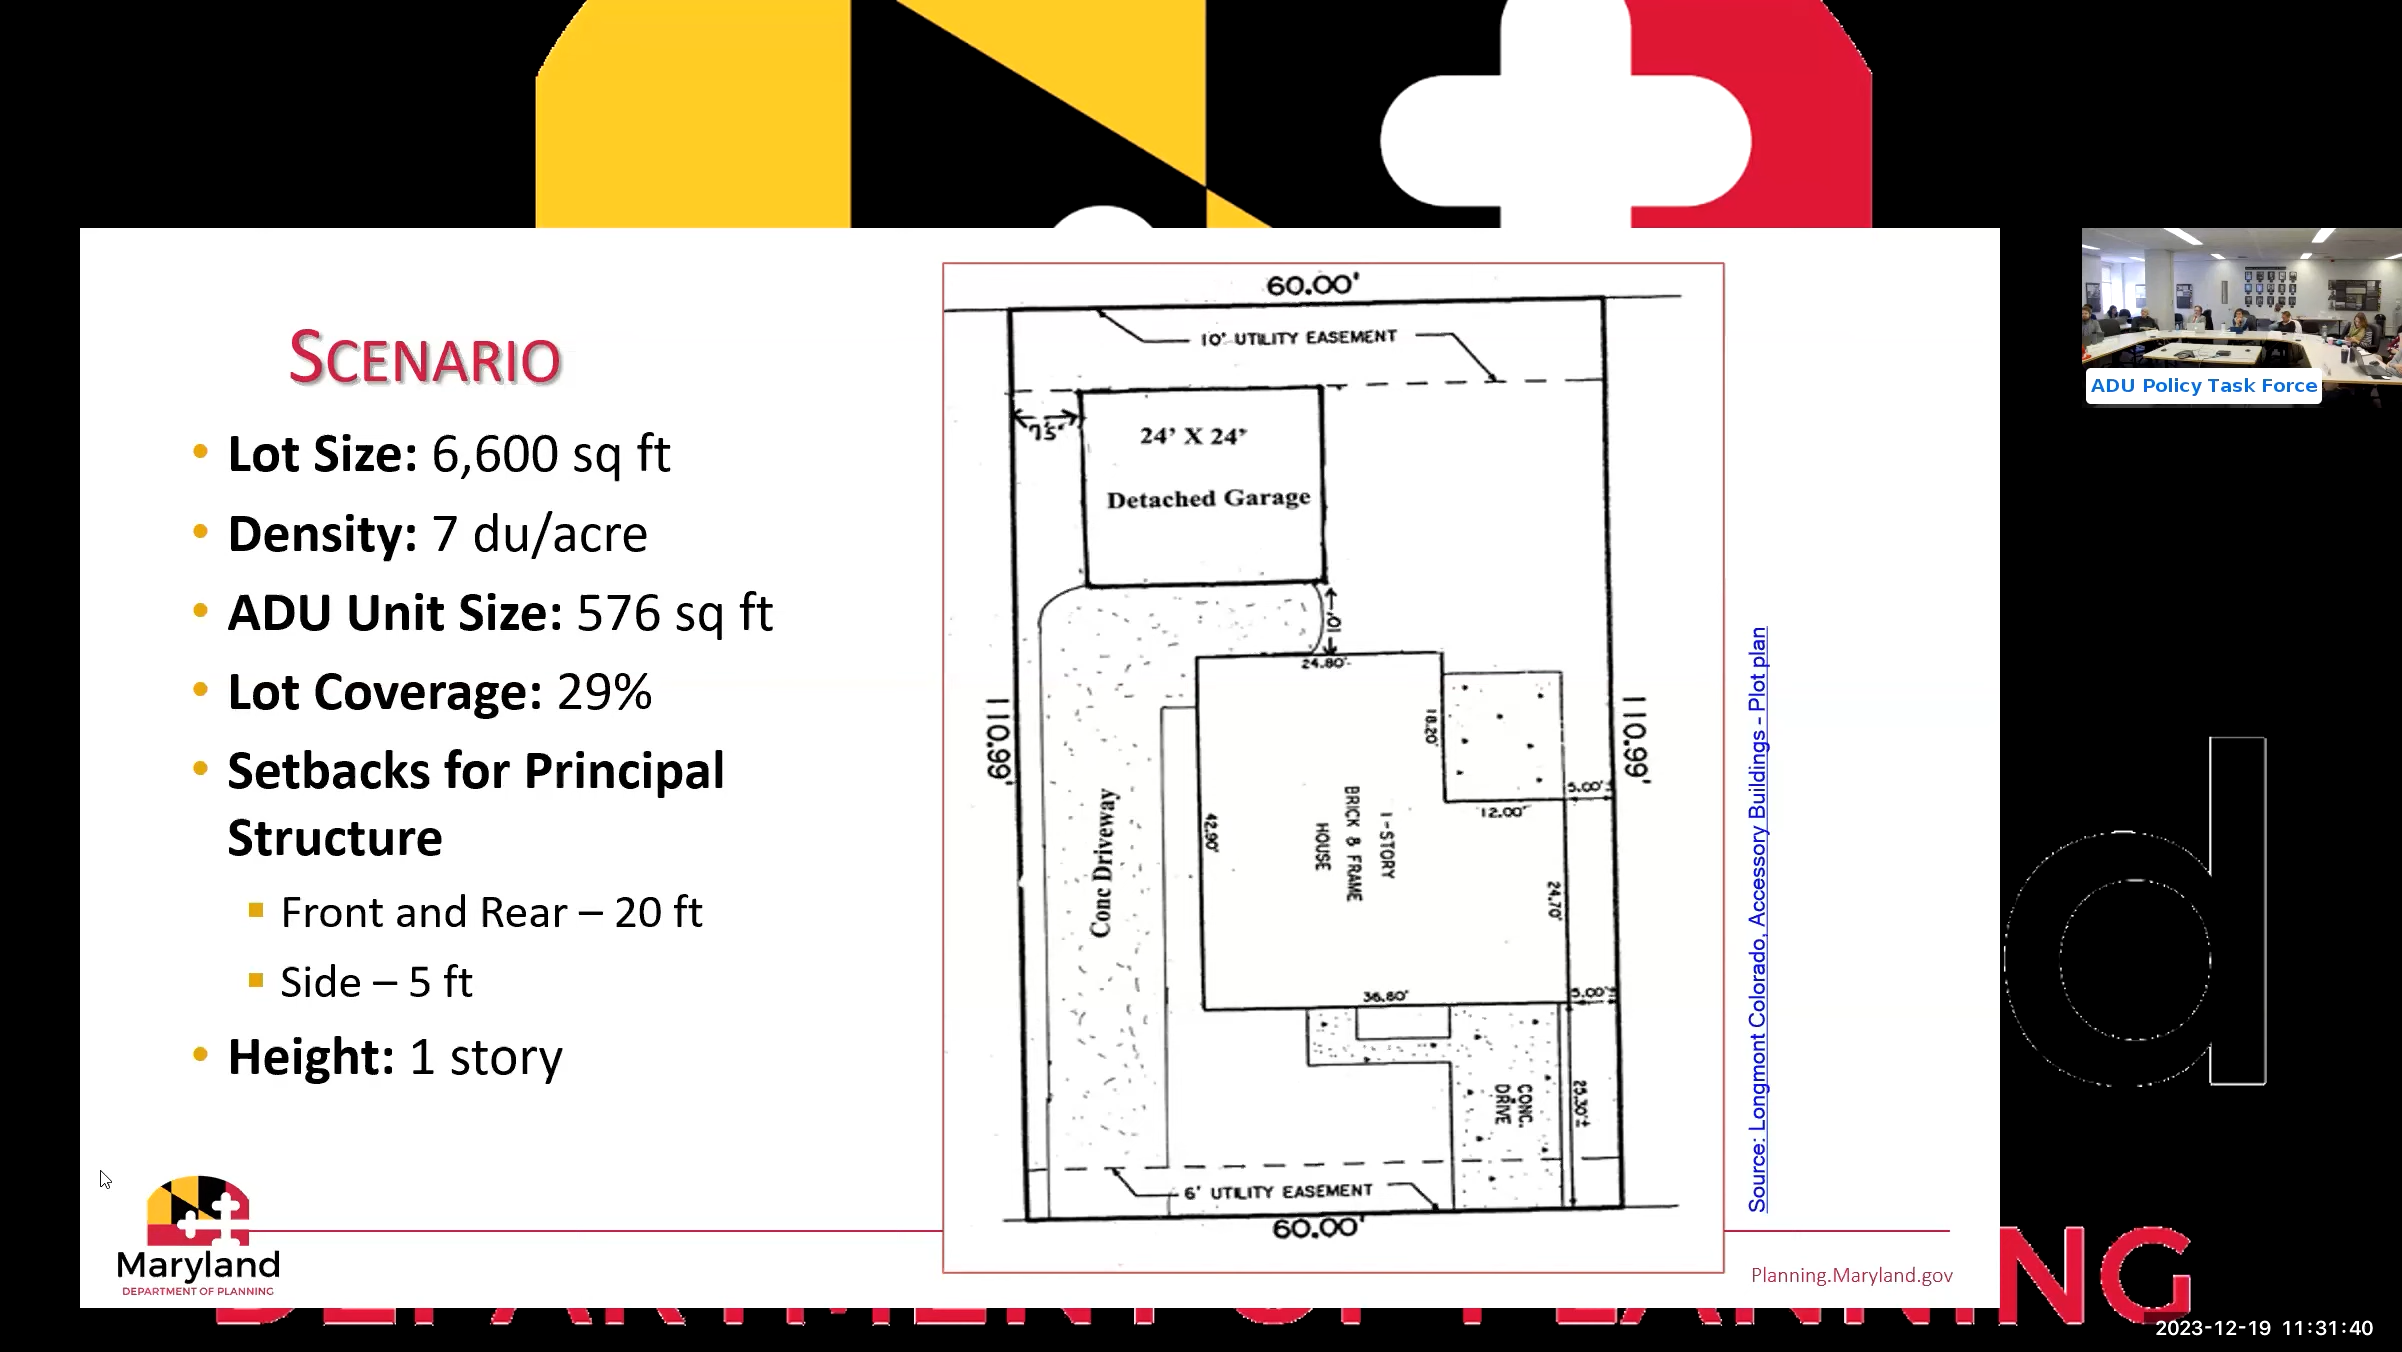 SCENARIO
• Lot Size: 6,600 sq ft
• Density: 7 du/acre
• ADU Unit Size: 576 sq ft
• Lot Coverage: 29%
• Setbacks for Principal
Structure
▪ Front and Rear – 20 ft
▪ Side – 5 ft
• Height: 1 story
60.00'
10' UTILITY EASEMENT
24' X 24'
Detached Garage
10'
24.80'
110.99'
18.20'
110.99'
5.00'
12.00'
42.90'
1-STORY
BRICK & FRAME
HOUSE
Conc Driveway
24.70'
36.80'
5.00'
CONC.
DRIVE
25.30'±
6' UTILITY EASEMENT
60.00'
Source: Longmont Colorado, Accessory Buildings - Plot plan
Maryland
DEPARTMENT OF PLANNING
Planning.Maryland.gov
ADU Policy Task Force
d
DEPARTMENT OF PLANNING
2023-12-19 11:31:40